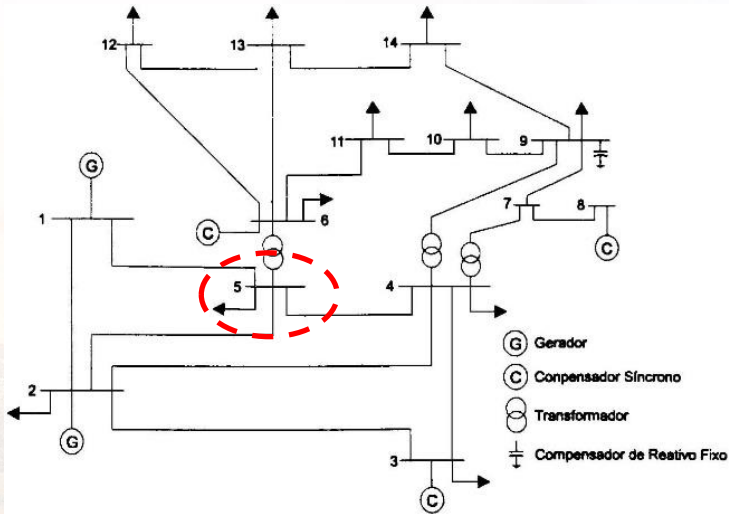 12
13
14
11
10
9
G
1
7
8
C
6
C
5
4
G Gerador
2
C Conpensador Síncrono
Transformador
G
3
Compensador de Reativo Fixo
C